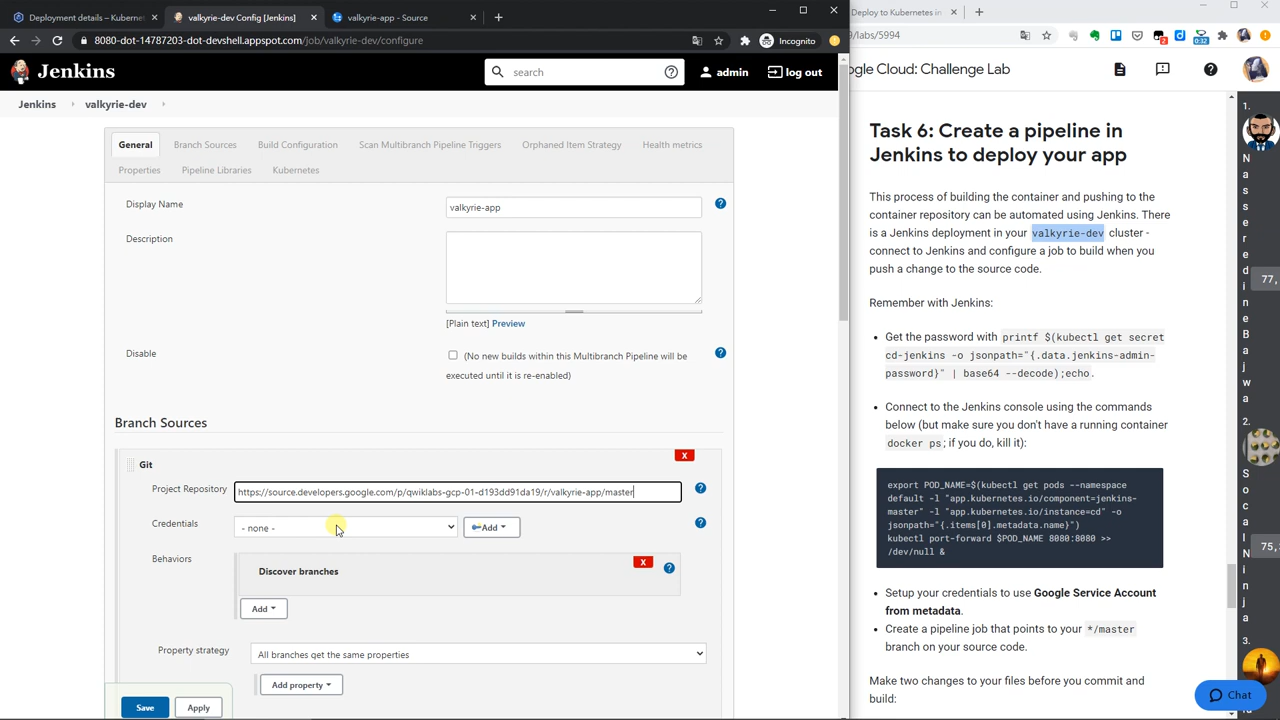 Deployment details – Kubernetes
valkyrie-dev Config [Jenkins]
valkyrie-app - Source
Deploy to Kubernetes in
8080-dot-14787203-dot-devshell.appspot.com/job/valkyrie-dev/configure
Incognito
/labs/5994
Jenkins
search
admin
log out
Jenkins
valkyrie-dev
General
Branch Sources
Build Configuration
Scan Multibranch Pipeline Triggers
Orphaned Item Strategy
Health metrics
Properties
Pipeline Libraries
Kubernetes
Display Name
valkyrie-app
Description
[Plain text] Preview
Disable
(No new builds within this Multibranch Pipeline will be
executed until it is re-enabled)
Branch Sources
Git
X
Project Repository
https://source.developers.google.com/p/qwiklabs-gcp-01-d193dd91da19/r/valkyrie-app/master
Credentials
- none -
Add
Behaviors
Discover branches
X
Add
Property strategy
All branches get the same properties
Add property
Save
Apply
Google Cloud: Challenge Lab
Task 6: Create a pipeline in
Jenkins to deploy your app
This process of building the container and pushing to the
container repository can be automated using Jenkins. There
is a Jenkins deployment in your valkyrie-dev cluster -
connect to Jenkins and configure a job to build when you
push a change to the source code.
Remember with Jenkins:
Get the password with printf $(kubectl get secret
cd-jenkins -o jsonpath="{.data.jenkins-admin-
password}" | base64 --decode);echo.
Connect to the Jenkins console using the commands
below (but make sure you don't have a running container
docker ps; if you do, kill it):
export POD_NAME=$(kubectl get pods --namespace
default -l "app.kubernetes.io/component=jenkins-
master" -l "app.kubernetes.io/instance=cd" -o
jsonpath="{.items[0].metadata.name}")
kubectl port-forward $POD_NAME 8080:8080 >>
/dev/null &
Setup your credentials to use Google Service Account
from metadata.
Create a pipeline job that points to your */master
branch on your source code.
Make two changes to your files before you commit and
build:
Chat
1.
N
a
s
s
e
r
e
d
i
n
e
B
a
j
w
a
77,
2.
S
o
c
a
l
N
i
n
j
a
75,
3.